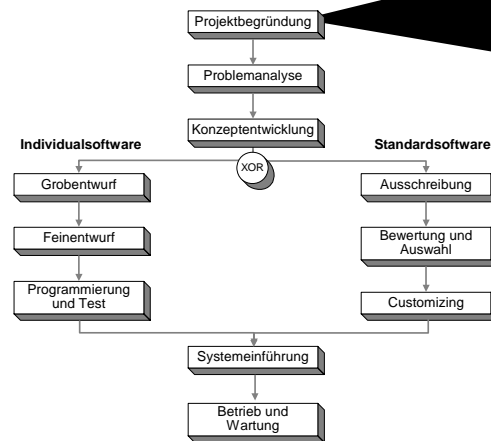 Projektbegründung
Problemanalyse
Konzeptentwicklung
Individualsoftware
Standardsoftware
XOR
Grobentwurf
Ausschreibung
Feinentwurf
Bewertung und
Auswahl
Programmierung
und Test
Customizing
Systemeinführung
Betrieb und
Wartung